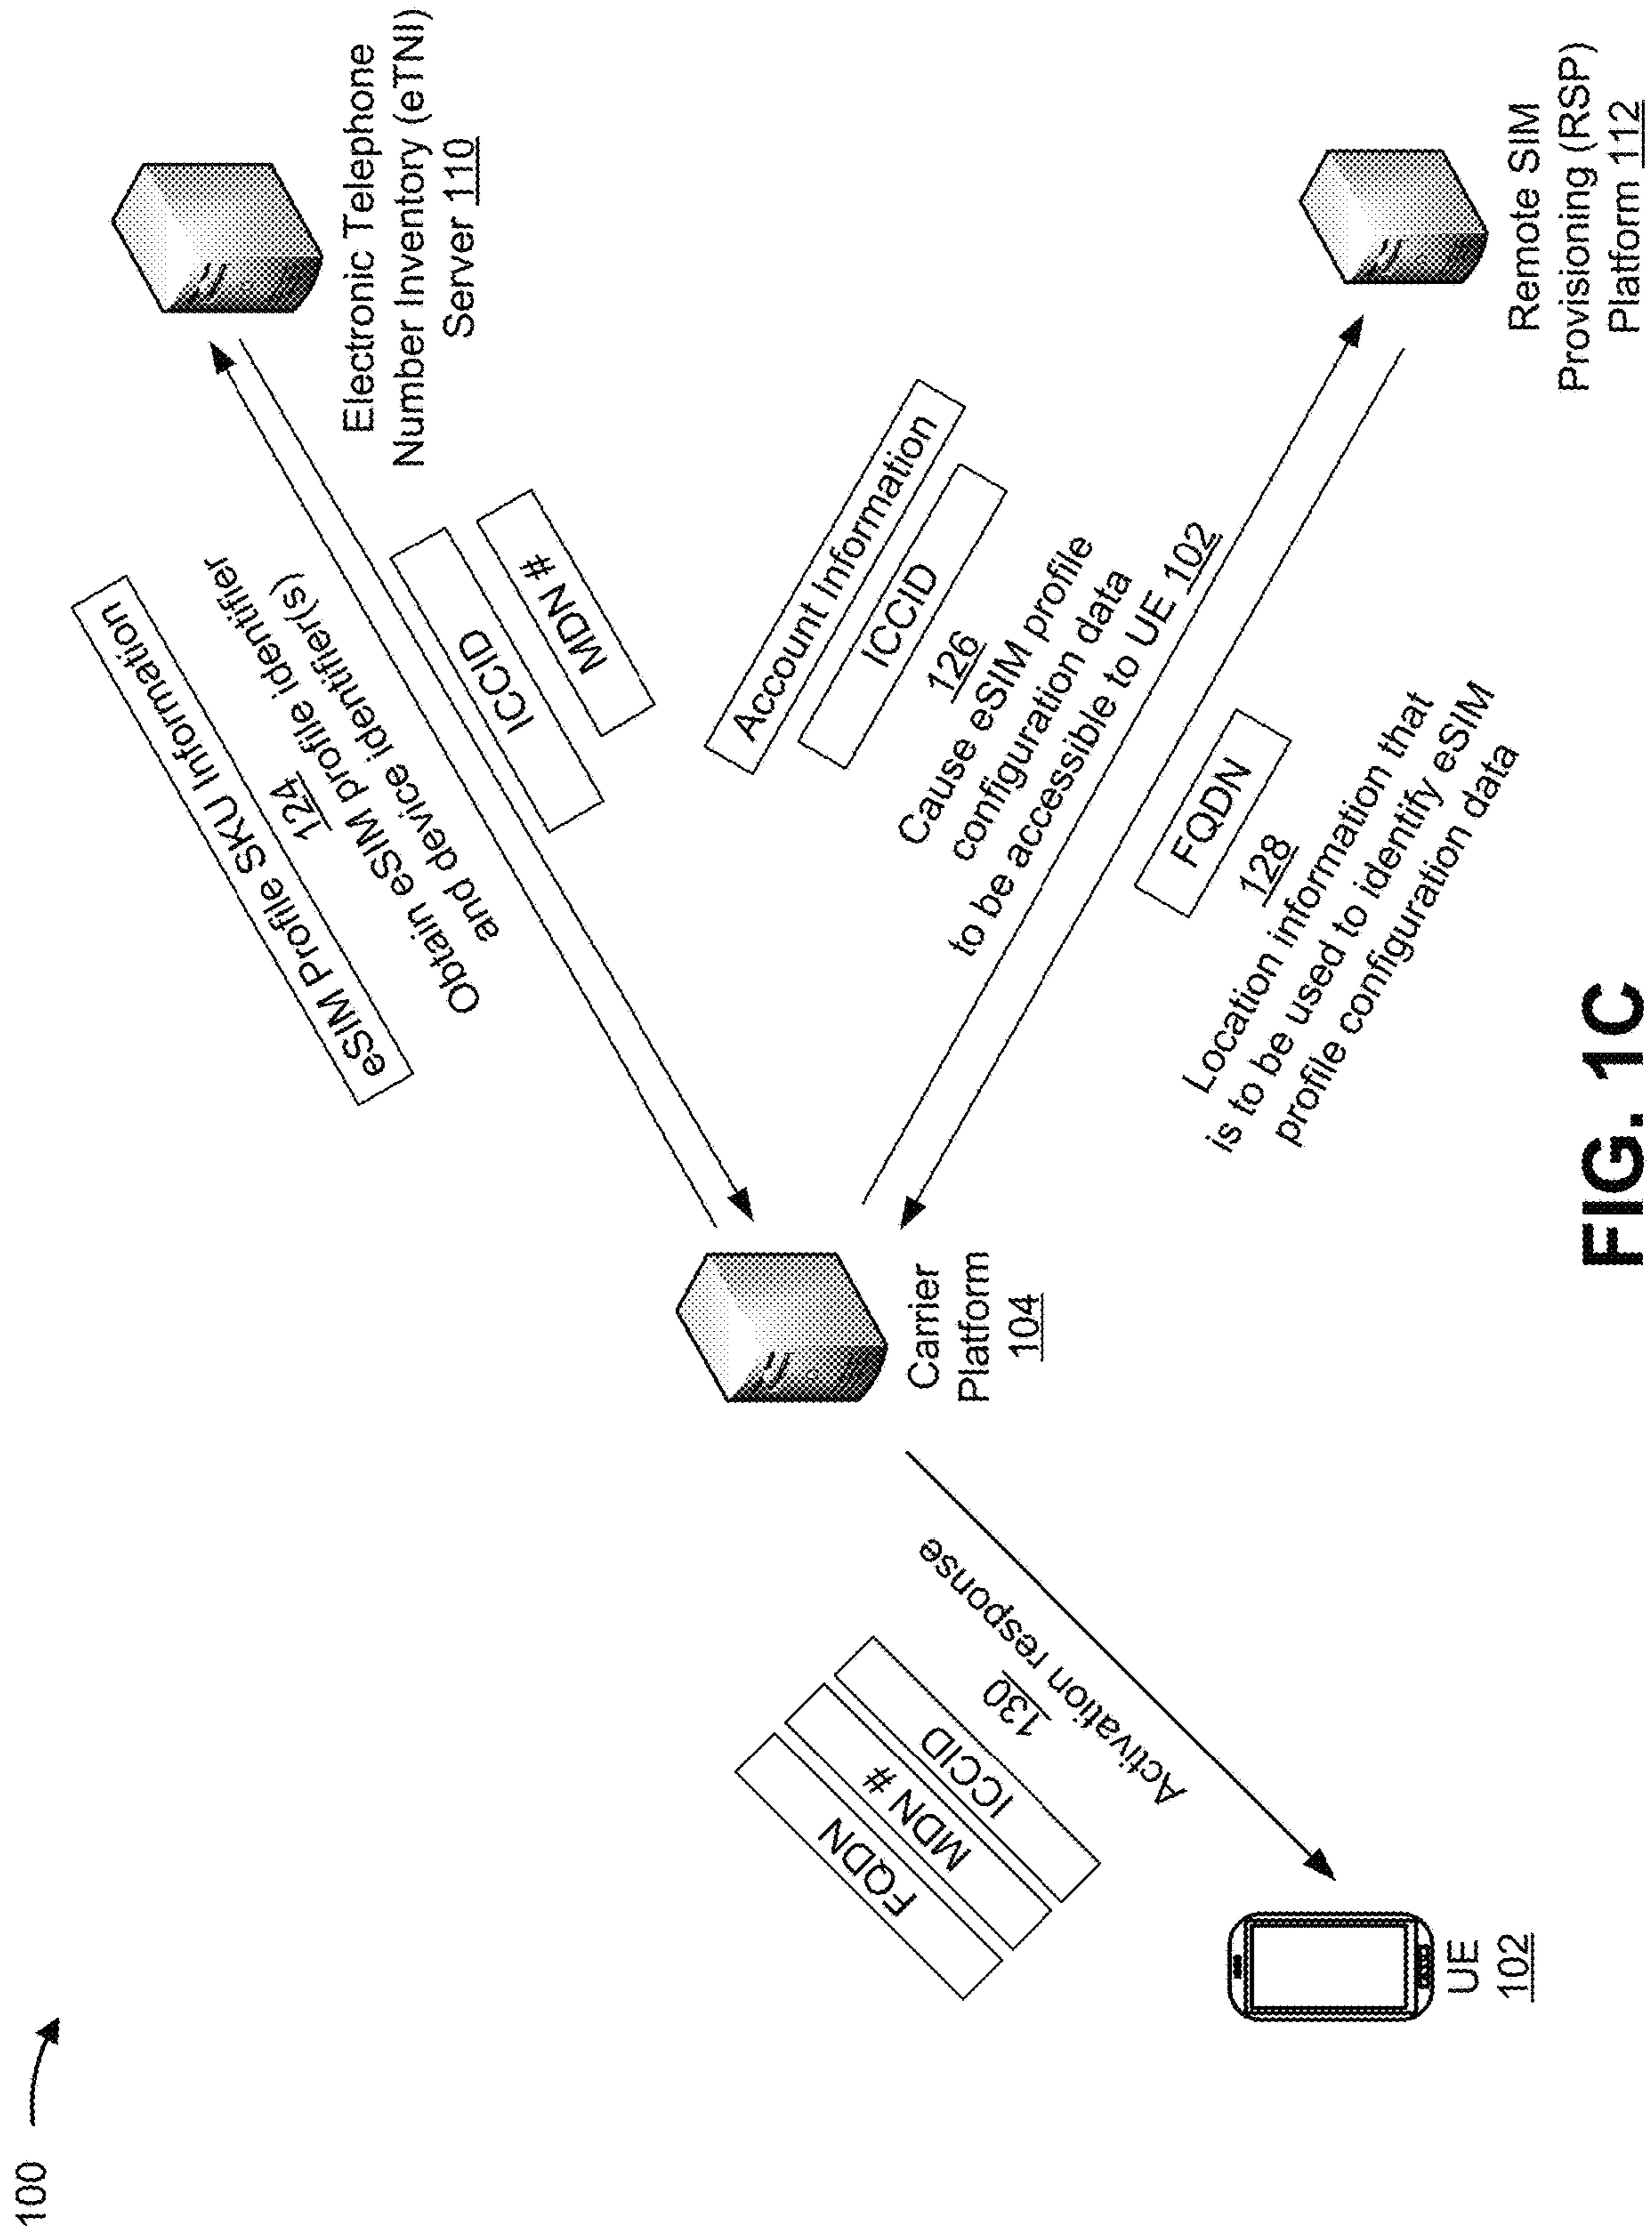 100
eSIM Profile SKU Information
124
Obtain eSIM profile identifier
and device identifier(s)
ICCID
MDN #
Electronic Telephone
Number Inventory (eTNI)
Server 110
FQDN
MDN #
ICCID
130
Activation response
Carrier
Platform
104
Account Information
ICCID
126
Cause eSIM profile
configuration data
to be accessible to UE 102
FQDN
128
Location information that
is to be used to identify eSIM
profile configuration data
UE
102
Remote SIM
Provisioning (RSP)
Platform 112
FIG. 1C